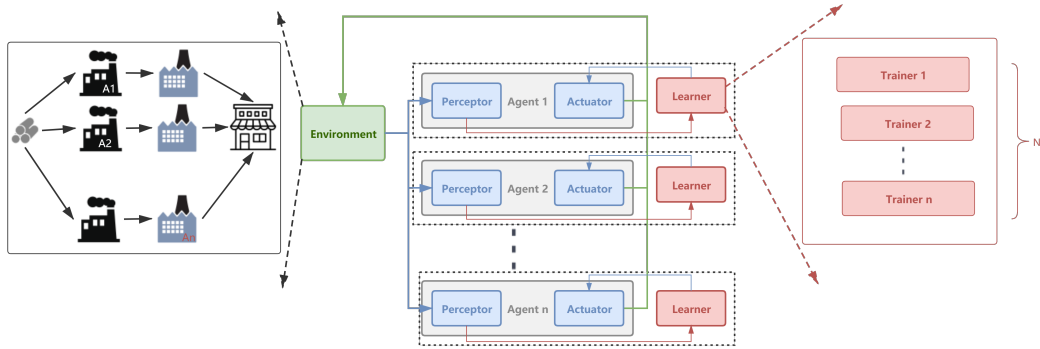 A1
A2
An
Environment
Perceptor
Agent 1
Actuator
Learner
Perceptor
Agent 2
Actuator
Learner
Perceptor
Agent n
Actuator
Learner
Trainer 1
Trainer 2
Trainer n
N